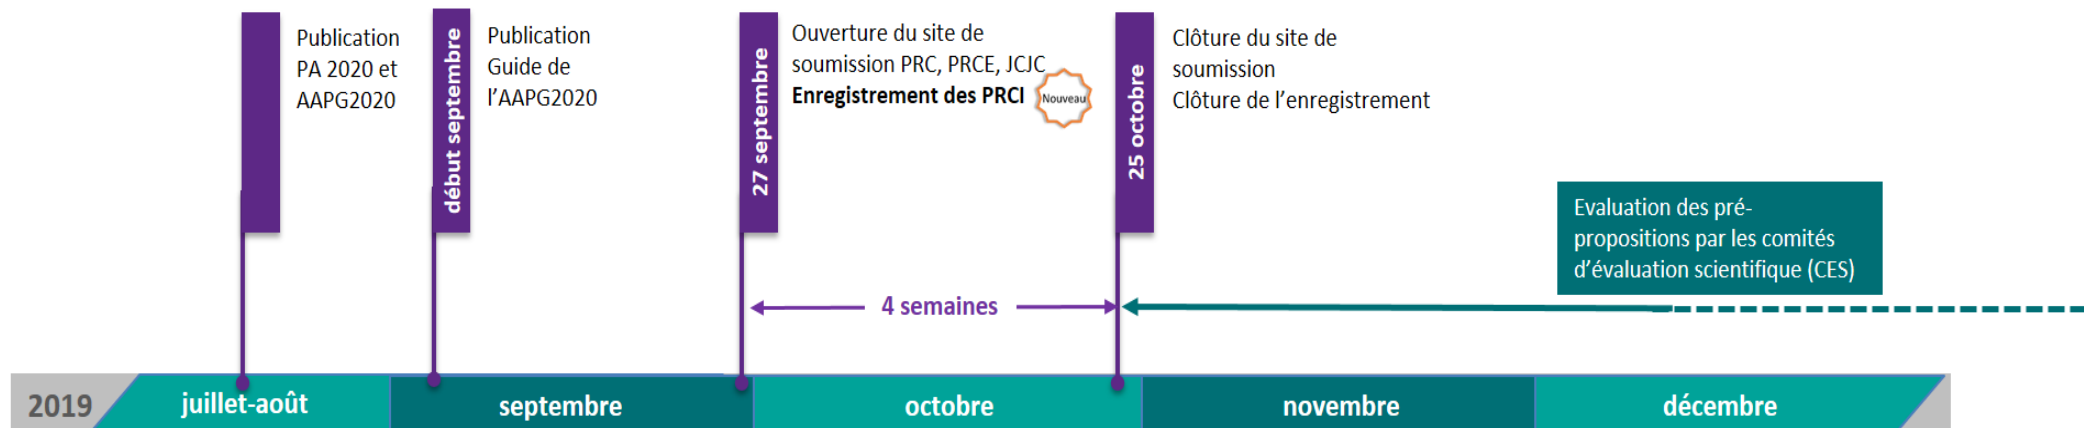 Publication
PA 2020 et
AAPG2020
début septembre
Publication
Guide de
l’AAPG2020
27 septembre
Ouverture du site de
soumission PRC, PRCE, JCJC
Enregistrement des PRCI
Nouveau
25 octobre
Clôture du site de
soumission
Clôture de l’enregistrement
Evaluation des pré-
propositions par les comités
d’évaluation scientifique (CES)
4 semaines
2019
juillet-août
septembre
octobre
novembre
décembre